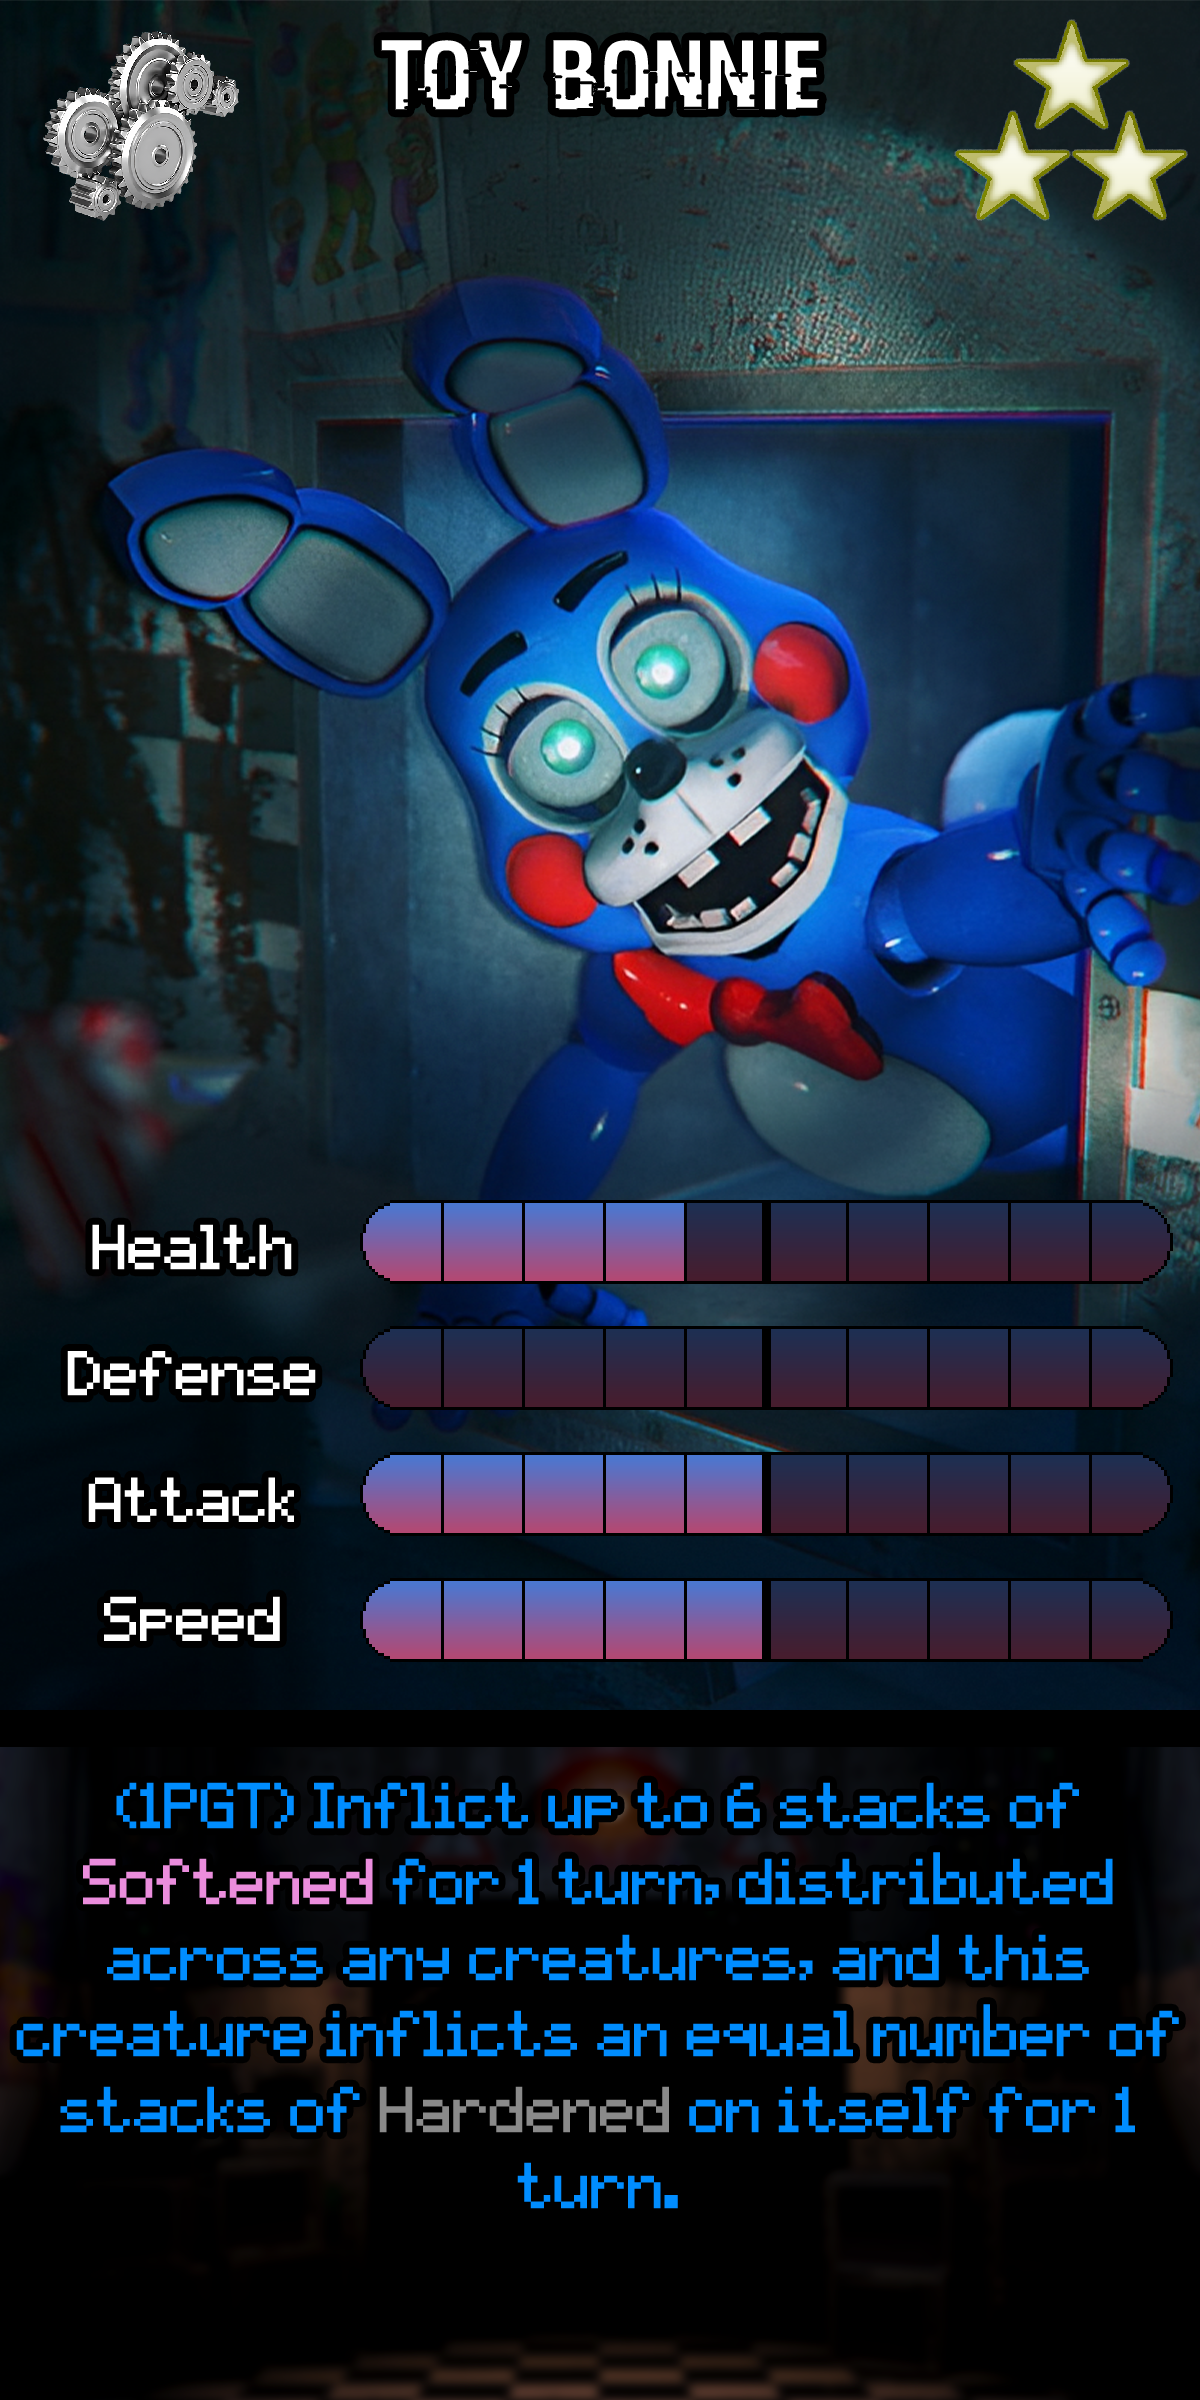 TOY BONNIE
Health
Defense
Attack
Speed
(1PGT) Inflict up to 6 stacks of
Softened for 1 turn, distributed
across any creatures, and this
creature inflicts an equal number of
stacks of Hardened on itself for 1
turn.